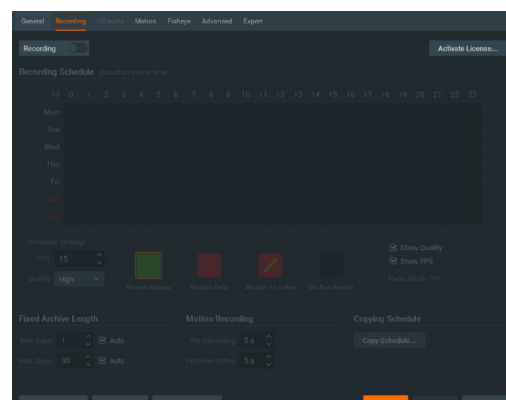 General Recording I/O ports Motion Fisheye Advanced Expert
Recording
Activate License...
Recording Schedule (based on server time)
All 0 1 2 3 4 5 6 7 8 9 10 11 12 13 14 15 16 17 18 19 20 21 22 23
Mon
Tue
Wed
Thu
Fri
Sat
Sun
Schedule Settings
FPS 15
Quality High
Record Always
Motion Only
Motion + Lo-Res
Do Not Record
Show Quality
Show FPS
Panic Mode: Off
Fixed Archive Length
Min. Days 1 Auto
Max. Days 30 Auto
Motion Recording
Pre-Recording 5 s
Post-Recording 5 s
Copying Schedule
Copy Schedule...